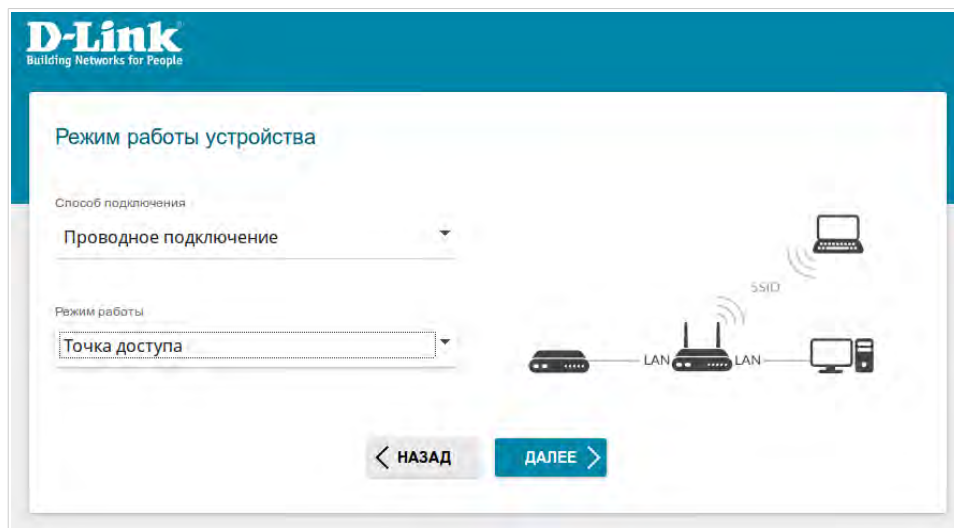 D-Link
Building Networks for People
Режим работы устройства
Способ подключения
Проводное подключение
Режим работы
Точка доступа
SSID
LAN
LAN
НАЗАД
ДАЛЕЕ